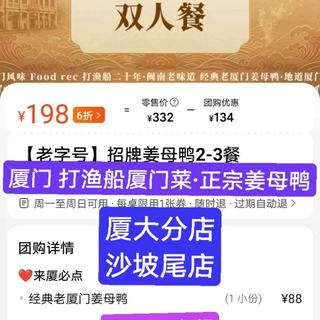 双人餐
门风味 Food rec 打渔船二十年·闽南老味道 经典老厦门姜母鸭·地道厦门
¥198 6折 = 零售价 ¥332 − 团购优惠 ¥134
【老字号】招牌姜母鸭2-3餐
厦门 打渔船厦门菜·正宗姜母鸭
周一至周日可用·每桌限用1张券·随时退·过期自动退
厦大分店
沙坡尾店
团购详情
❤️来厦必点
• 经典老厦门姜母鸭 (1 小份) ¥88